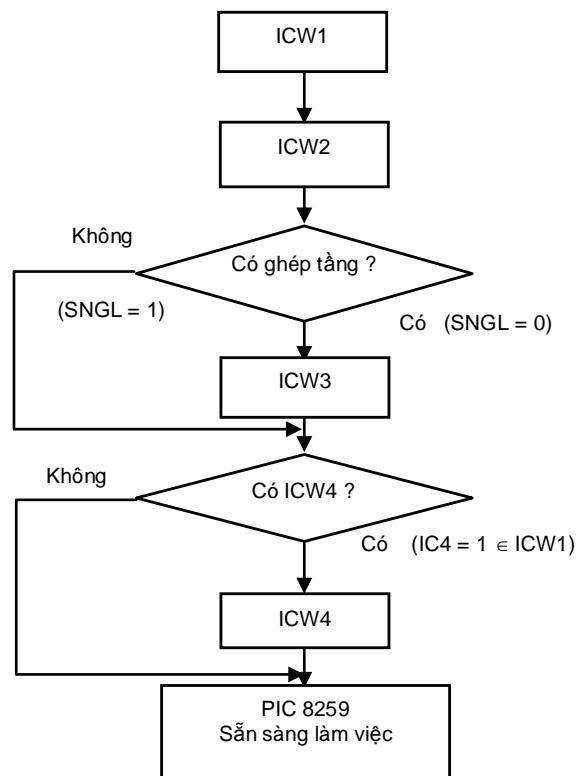 ICW1
ICW2
Không
Có ghép tầng ?
(SNGL = 1)
Có (SNGL = 0)
ICW3
Không
Có ICW4 ?
Có (IC4 = 1 ∈ ICW1)
ICW4
PIC 8259
Sẵn sàng làm việc